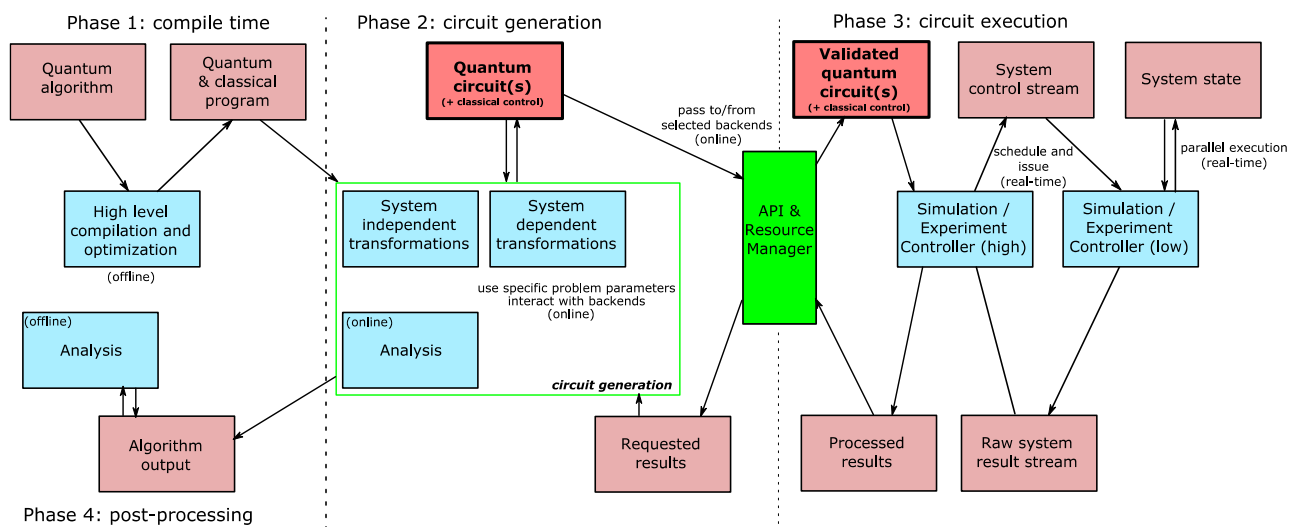 Phase 1: compile time
Phase 2: circuit generation
Phase 3: circuit execution
Quantum
algorithm
Quantum
& classical
program
High level
compilation and
optimization
(offline)
(offline)
Analysis
Algorithm
output
Phase 4: post-processing
Quantum
circuit(s)
(+ classical control)
pass to/from
selected backends
(online)
System
independent
transformations
System
dependent
transformations
use specific problem parameters
interact with backends
(online)
(online)
Analysis
circuit generation
Requested
results
API &
Resource
Manager
Validated
quantum
circuit(s)
(+ classical control)
System
control stream
System state
schedule and
issue
(real-time)
parallel execution
(real-time)
Simulation /
Experiment
Controller (high)
Simulation /
Experiment
Controller (low)
Processed
results
Raw system
result stream